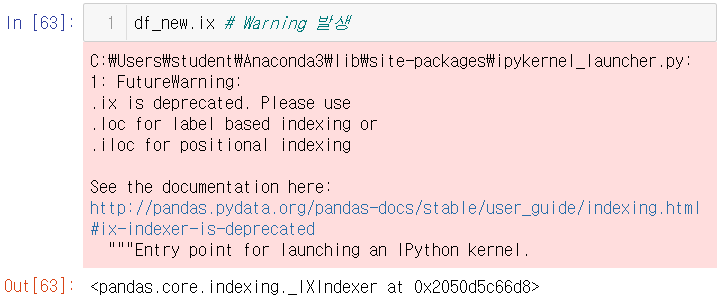 In [63]: 1 df_new.ix # Warning 발생
C:₩Users₩student₩Anaconda3₩lib₩site-packages₩ipykernel_launcher.py:
1: FutureWarning:
.ix is deprecated. Please use
.loc for label based indexing or
.iloc for positional indexing
See the documentation here:
http://pandas.pydata.org/pandas-docs/stable/user_guide/indexing.html
#ix-indexer-is-deprecated
"""Entry point for launching an IPython kernel.
Out[63]: <pandas.core.indexing._IXIndexer at 0x2050d5c66d8>